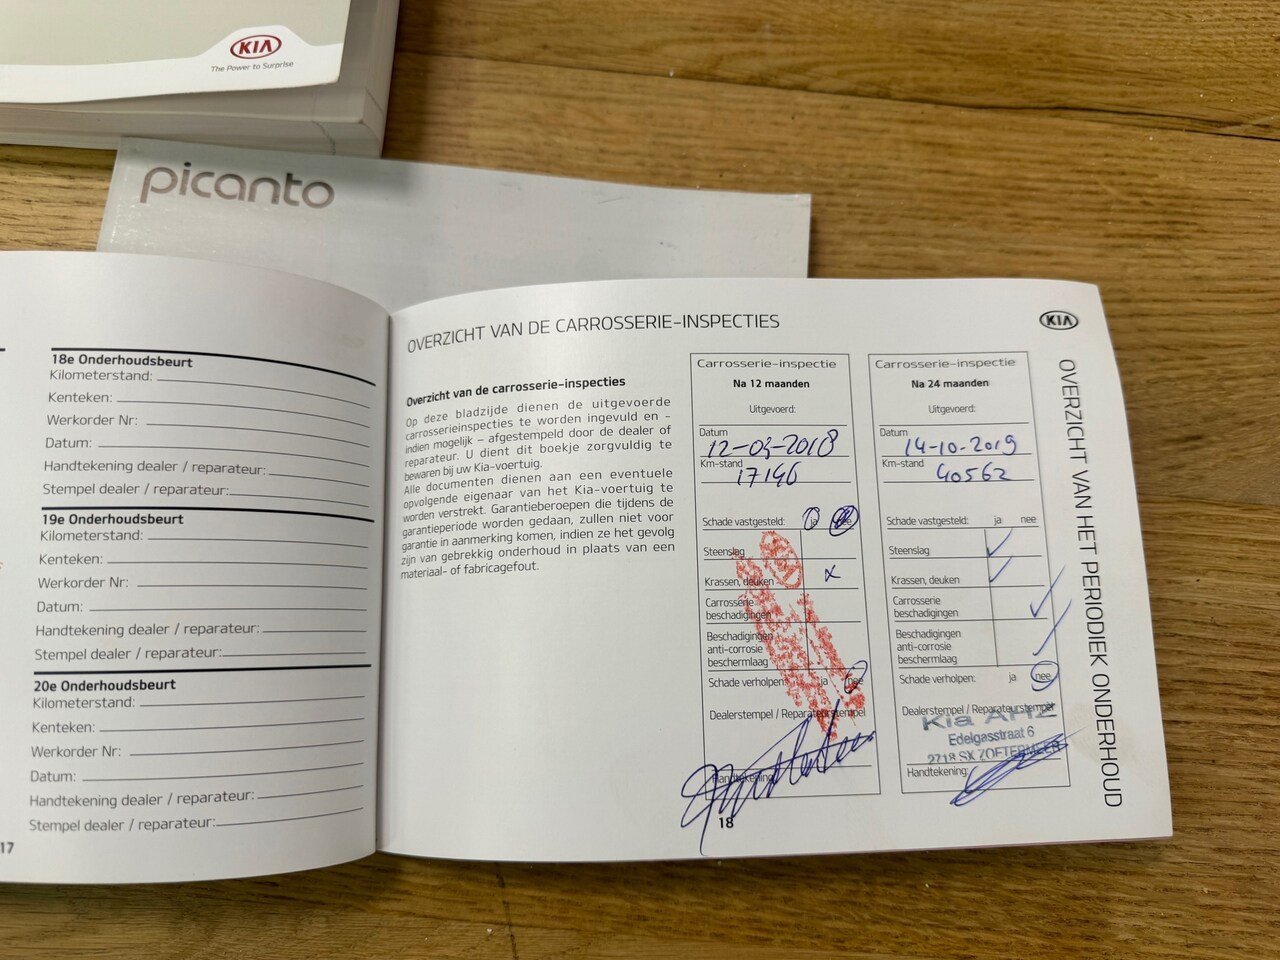 KIA
The Power to Surprise
picanto
18e Onderhoudsbeurt
Kilometerstand:
Kenteken:
Werkorder Nr:
Datum:
Handtekening dealer / reparateur:
Stempel dealer / reparateur:
19e Onderhoudsbeurt
Kilometerstand:
Kenteken:
Werkorder Nr:
Datum:
Handtekening dealer / reparateur:
Stempel dealer / reparateur:
20e Onderhoudsbeurt
Kilometerstand:
Kenteken:
Werkorder Nr:
Datum:
Handtekening dealer / reparateur:
Stempel dealer / reparateur:
17
OVERZICHT VAN DE CARROSSERIE-INSPECTIES
KIA
Overzicht van de carrosserie-inspecties
Op deze bladzijde dienen de uitgevoerde
carrosserieinspecties te worden ingevuld en -
indien mogelijk - afgestempeld door de dealer of
reparateur. U dient dit boekje zorgvuldig te
bewaren bij uw Kia-voertuig.
Alle documenten dienen aan een eventuele
opvolgende eigenaar van het Kia-voertuig te
worden verstrekt. Garantieberoepen die tijdens de
garantieperiode worden gedaan, zullen niet voor
garantie in aanmerking komen, indien ze het gevolg
zijn van gebrekkig onderhoud in plaats van een
materiaal- of fabricagefout.
Carrosserie-inspectie
Na 12 maanden
Uitgevoerd:
Datum
12-03-2018
Km-stand
17146
Schade vastgesteld: ja nee
Steenslag
Krassen, deuken x
Carrosserie
beschadigingen
Beschadigingen
anti-corrosie
beschermlaag
Schade verholpen: ja nee
Dealerstempel / Reparateurstempel
Handtekening
Carrosserie-inspectie
Na 24 maanden
Uitgevoerd:
Datum
14-10-2019
Km-stand
40562
Schade vastgesteld: ja nee
Steenslag
Krassen, deuken
Carrosserie
beschadigingen
Beschadigingen
anti-corrosie
beschermlaag
Schade verholpen: ja nee
Dealerstempel / Reparateurstempel
Kia AHZ
Edelgasstraat 6
2718 SX ZOETERMEER
Handtekening:
18
OVERZICHT VAN HET PERIODIEK ONDERHOUD